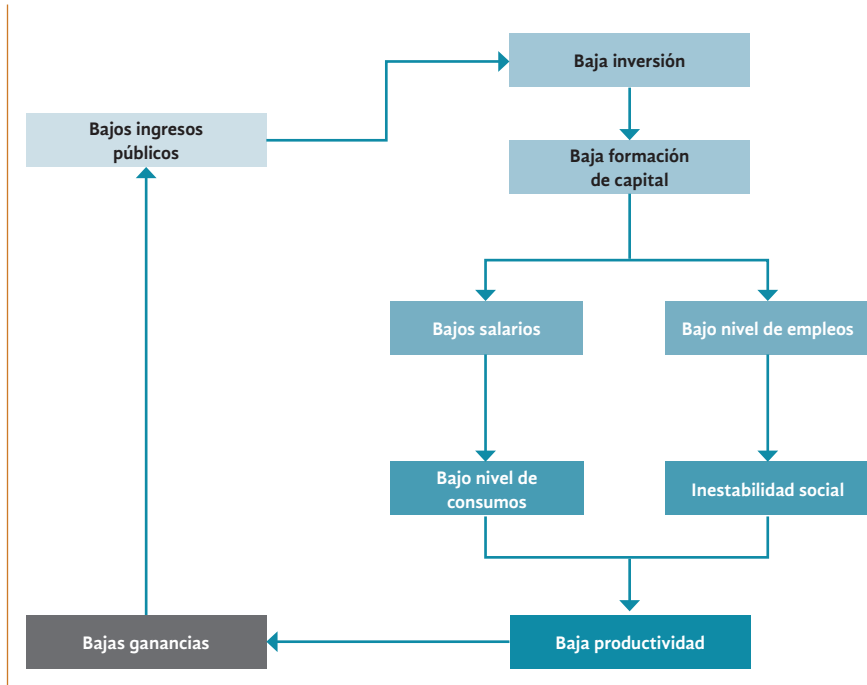 Baja inversión
Bajos ingresos
públicos
Baja formación
de capital
Bajos salarios
Bajo nivel de empleos
Bajo nivel de
consumos
Inestabilidad social
Bajas ganancias
Baja productividad